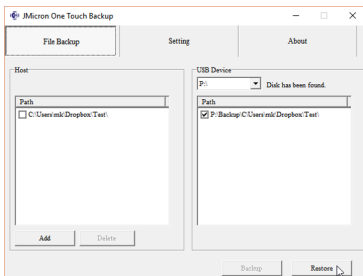 JMicron One Touch Backup
File Backup
Setting
About
Host
Path
C:\Users\mk\Dropbox\Test\
Add
Delete
USB Device
P:\
Disk has been found.
Path
P:\Backup\C\Users\mk\Dropbox\Test\
Backup
Restore